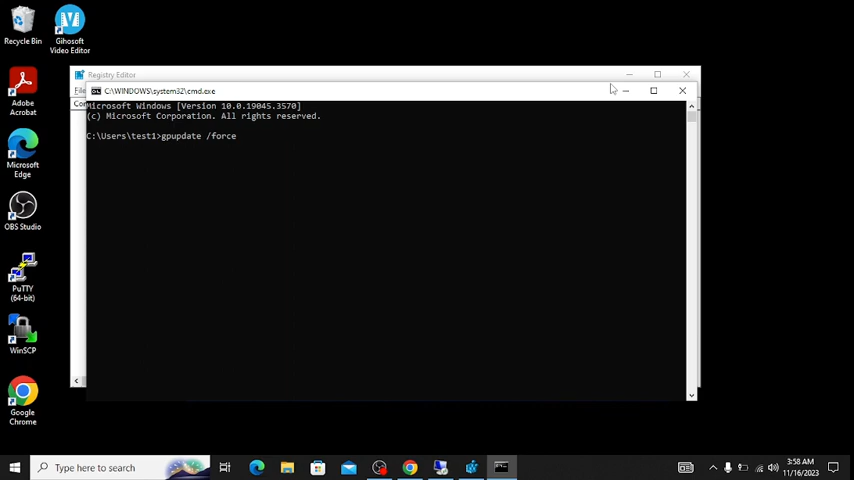 Recycle Bin
Gihosoft
Video Editor
Adobe
Acrobat
Microsoft
Edge
OBS Studio
PuTTY
(64-bit)
WinSCP
Google
Chrome
Registry Editor
C:\WINDOWS\system32\cmd.exe
Microsoft Windows [Version 10.0.19045.3570]
(c) Microsoft Corporation. All rights reserved.
C:\Users\test1>gpupdate /force
Type here to search
3:58 AM
11/16/2023